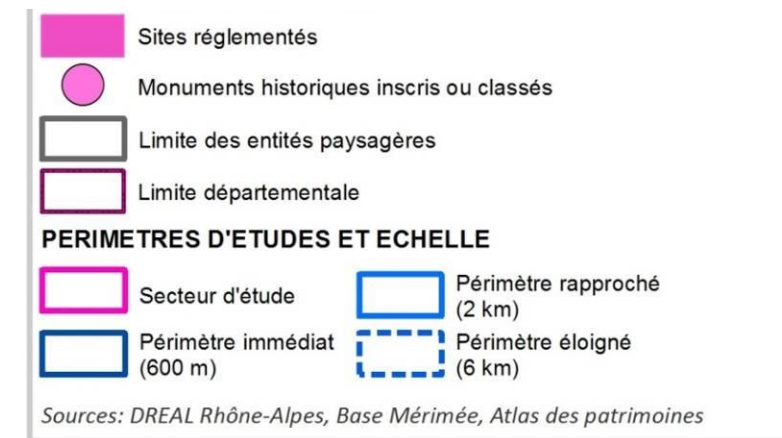 Sites réglementés
Monuments historiques inscris ou classés
Limite des entités paysagères
Limite départementale
PERIMETRES D'ETUDES ET ECHELLE
Secteur d'étude
Périmètre immédiat
(600 m)
Périmètre rapproché
(2 km)
Périmètre éloigné
(6 km)
Sources: DREAL Rhône-Alpes, Base Mérimée, Atlas des patrimoines